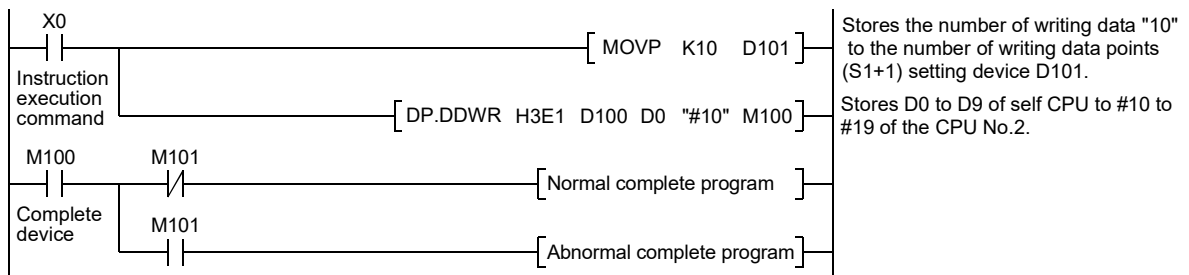 X0
MOVP K10 D101
Stores the number of writing data "10"
to the number of writing data points
(S1+1) setting device D101.
Instruction
execution
command
DP.DDWR H3E1 D100 D0 "#10" M100
Stores D0 to D9 of self CPU to #10 to
#19 of the CPU No.2.
M100 M101
Normal complete program
Complete
device
M101
Abnormal complete program